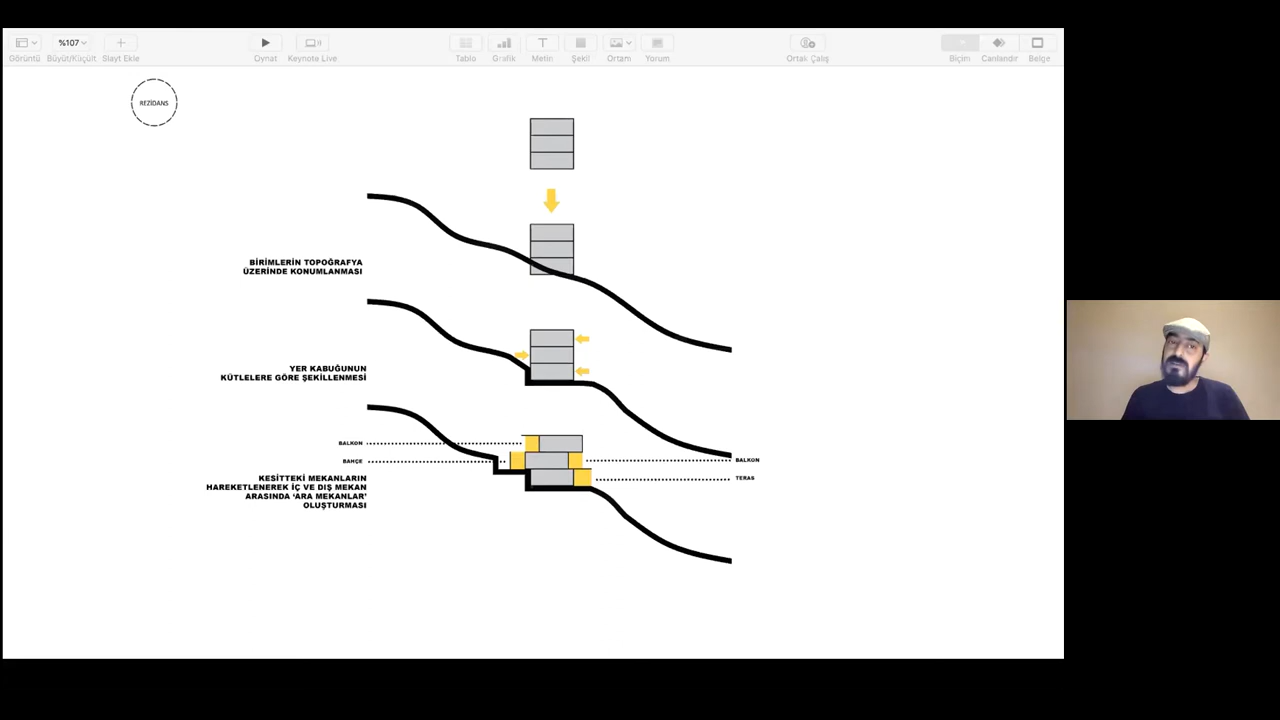 %107
Görüntü Büyüt/Küçült Slayt Ekle Oynat Keynote Live Tablo Grafik Metin Şekil Ortam Yorum Ortak Çalış Biçim Canlandır Belge
REZİDANS
BİRİMLERİN TOPOĞRAFYA
ÜZERİNDE KONUMLANMASI
YER KABUĞUNUN
KÜTLELERE GÖRE ŞEKİLLENMESİ
BALKON
BAHÇE
BALKON
TERAS
KESİTTEKİ MEKANLARIN
HAREKETLENEREK İÇ VE DIŞ MEKAN
ARASINDA ‘ARA MEKANLAR’
OLUŞTURMASI